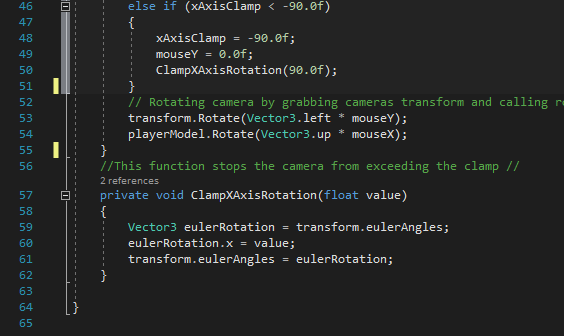 46 else if (xAxisClamp < -90.0f)
47 {
48 xAxisClamp = -90.0f;
49 mouseY = 0.0f;
50 ClampXAxisRotation(90.0f);
51 }
52 // Rotating camera by grabbing cameras transform and calling
53 transform.Rotate(Vector3.left * mouseY);
54 playerModel.Rotate(Vector3.up * mouseX);
55 }
56 //This function stops the camera from exceeding the clamp //
2 references
57 private void ClampXAxisRotation(float value)
58 {
59 Vector3 eulerRotation = transform.eulerAngles;
60 eulerRotation.x = value;
61 transform.eulerAngles = eulerRotation;
62 }
63
64 }
65